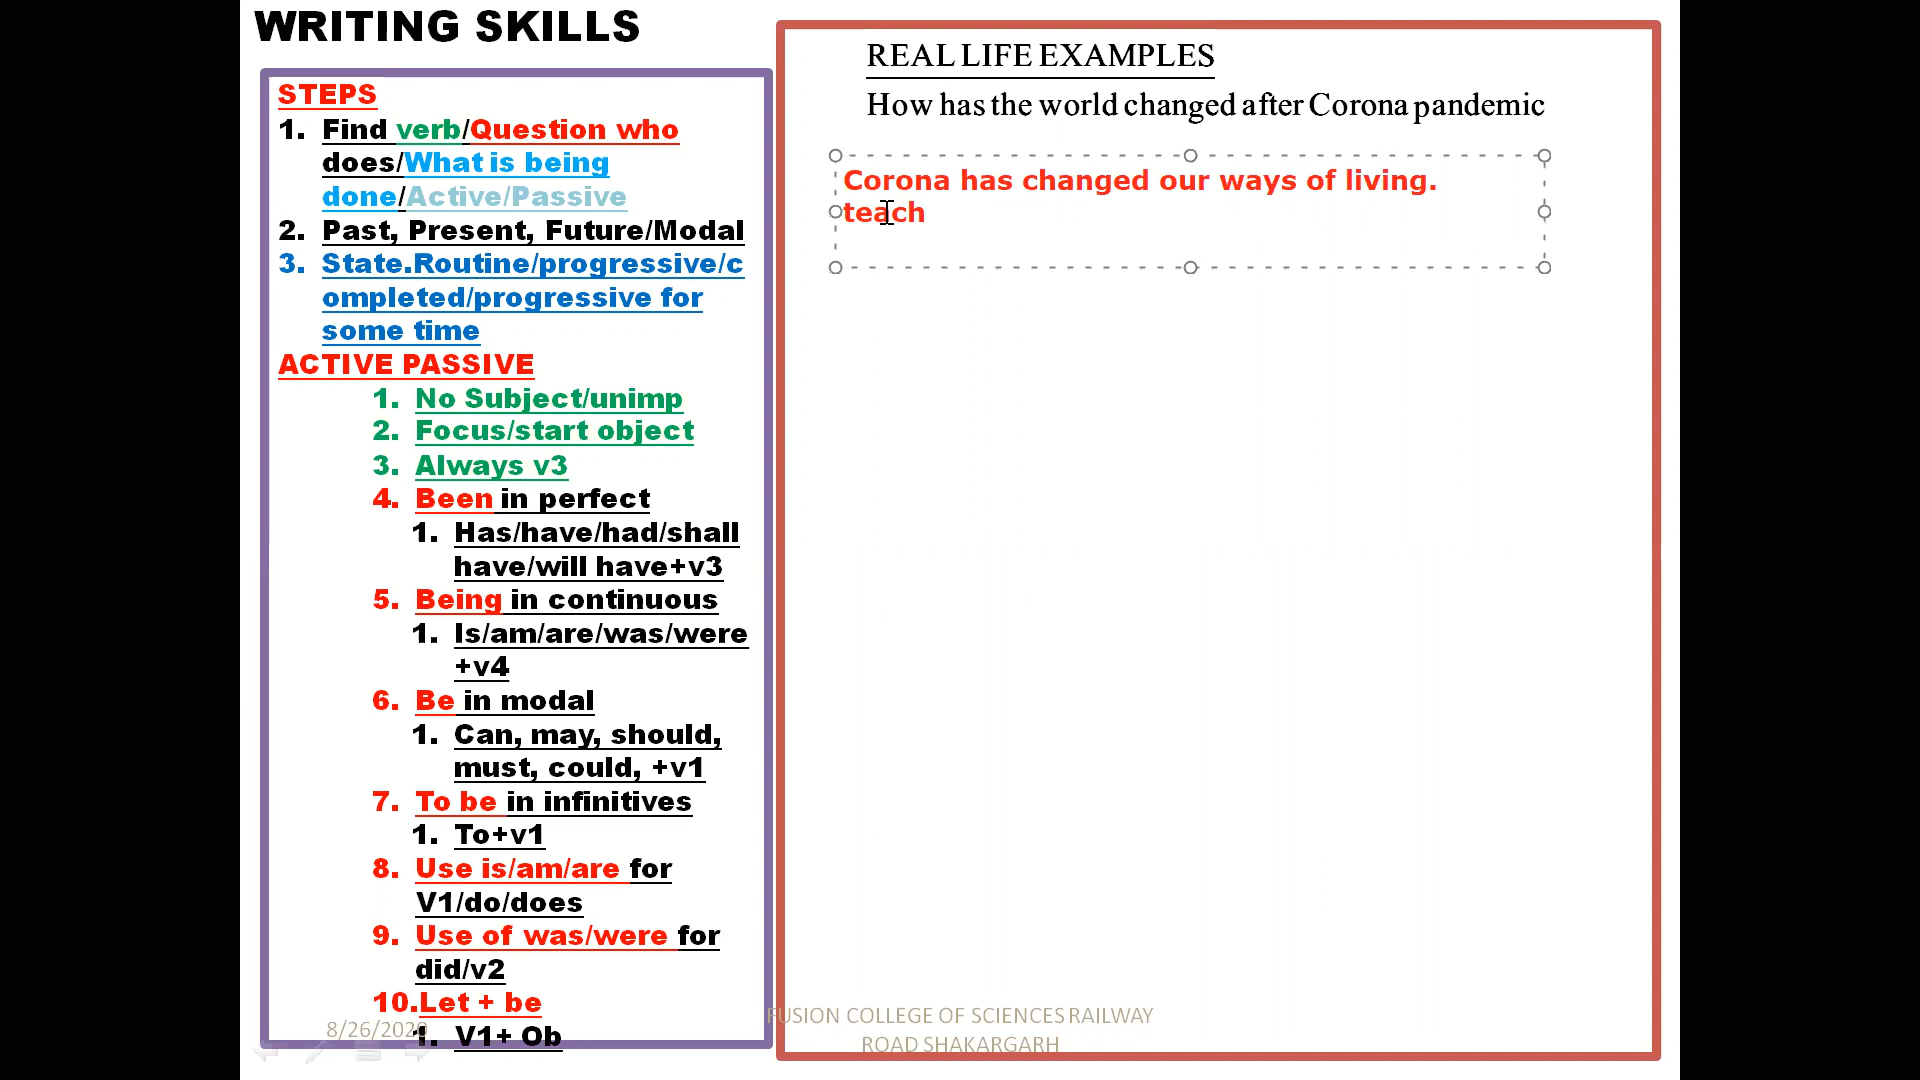 WRITING SKILLS
STEPS
1. Find verb/Question who
does/What is being
done/Active/Passive
2. Past, Present, Future/Modal
3. State.Routine/progressive/c
ompleted/progressive for
some time
ACTIVE PASSIVE
1. No Subject/unimp
2. Focus/start object
3. Always v3
4. Been in perfect
1. Has/have/had/shall
have/will have+v3
5. Being in continuous
1. Is/am/are/was/were
+v4
6. Be in modal
1. Can, may, should,
must, could, +v1
7. To be in infinitives
1. To+v1
8. Use is/am/are for
V1/do/does
9. Use of was/were for
did/v2
10.Let + be
1. V1+ Ob
8/26/2020
REAL LIFE EXAMPLES
How has the world changed after Corona pandemic
Corona has changed our ways of living.
teach
FUSION COLLEGE OF SCIENCES RAILWAY
ROAD SHAKARGARH